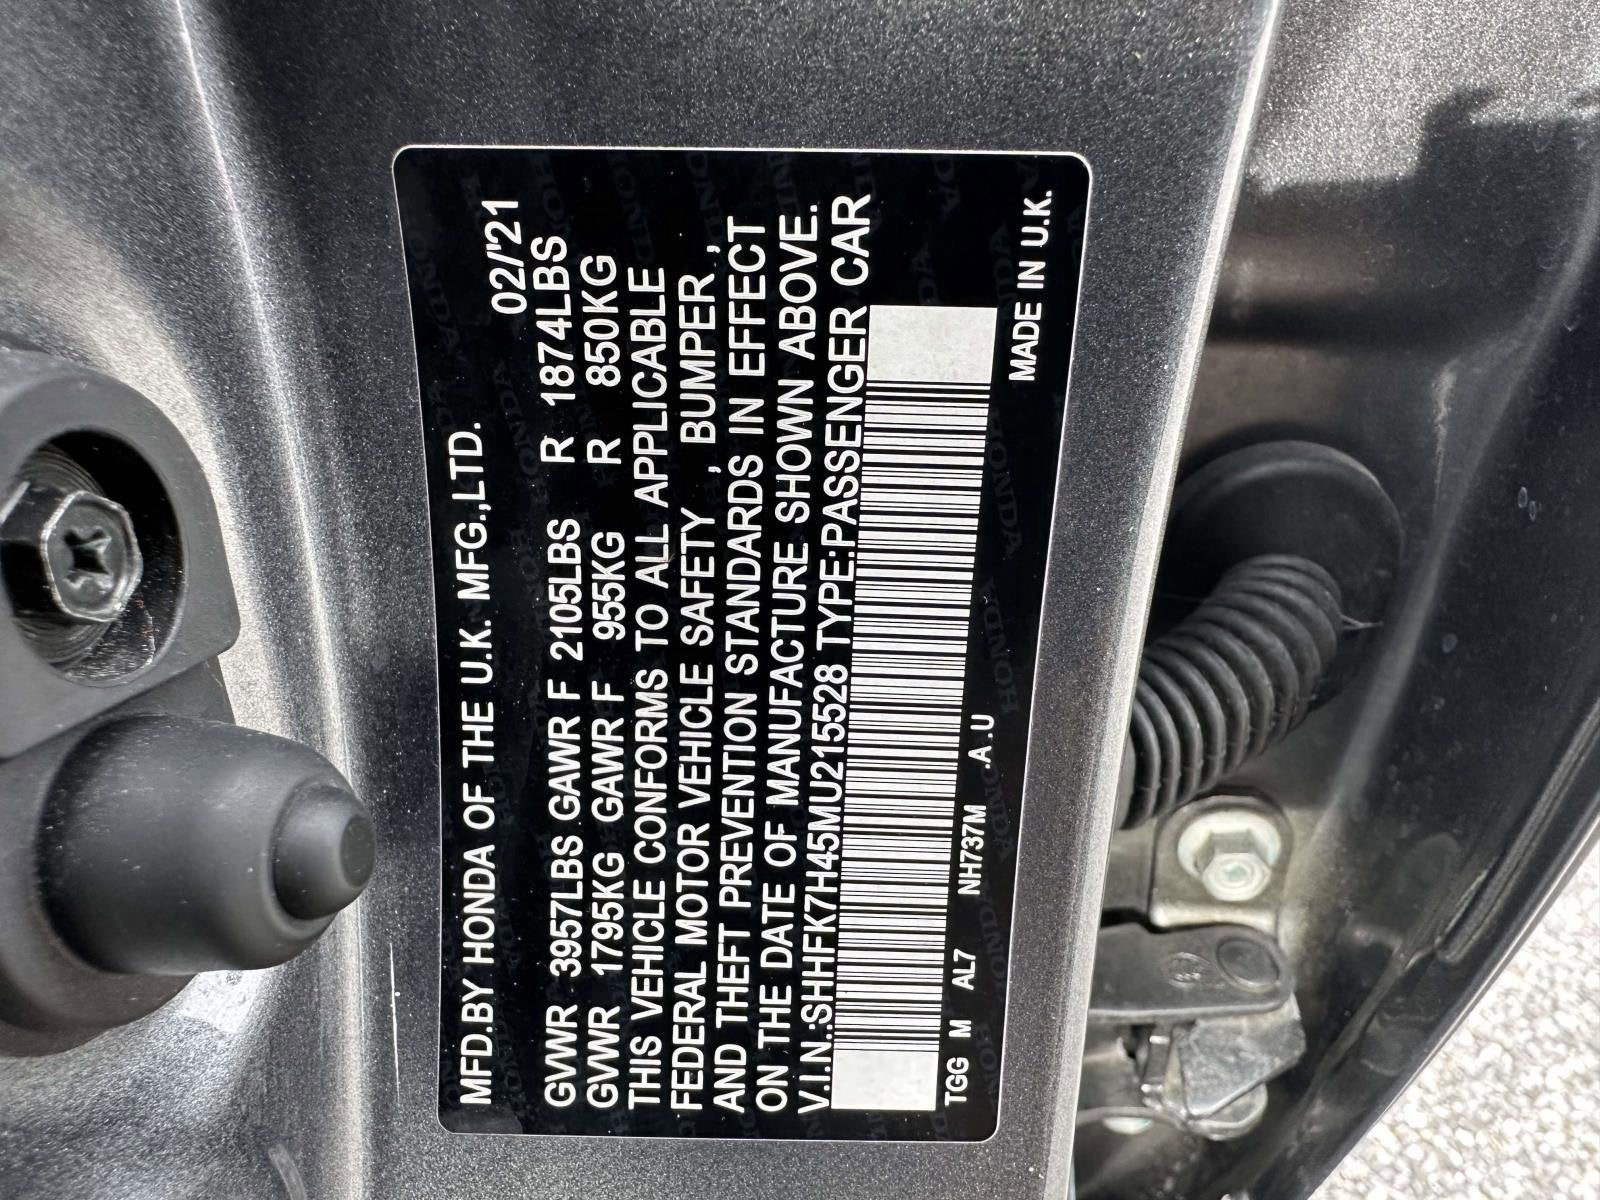 MFD.BY HONDA OF THE U.K. MFG.,LTD. 02/'21
GVWR 3957LBS GAWR F 2105LBS R 1874LBS
GVWR 1795KG GAWR F 955KG R 850KG
THIS VEHICLE CONFORMS TO ALL APPLICABLE
FEDERAL MOTOR VEHICLE SAFETY , BUMPER ,
AND THEFT PREVENTION STANDARDS IN EFFECT
ON THE DATE OF MANUFACTURE SHOWN ABOVE.
V.I.N.:SHHFK7H45MU215528 TYPE:PASSENGER CAR
TGG M AL7 NH737M .A.U MADE IN U.K.